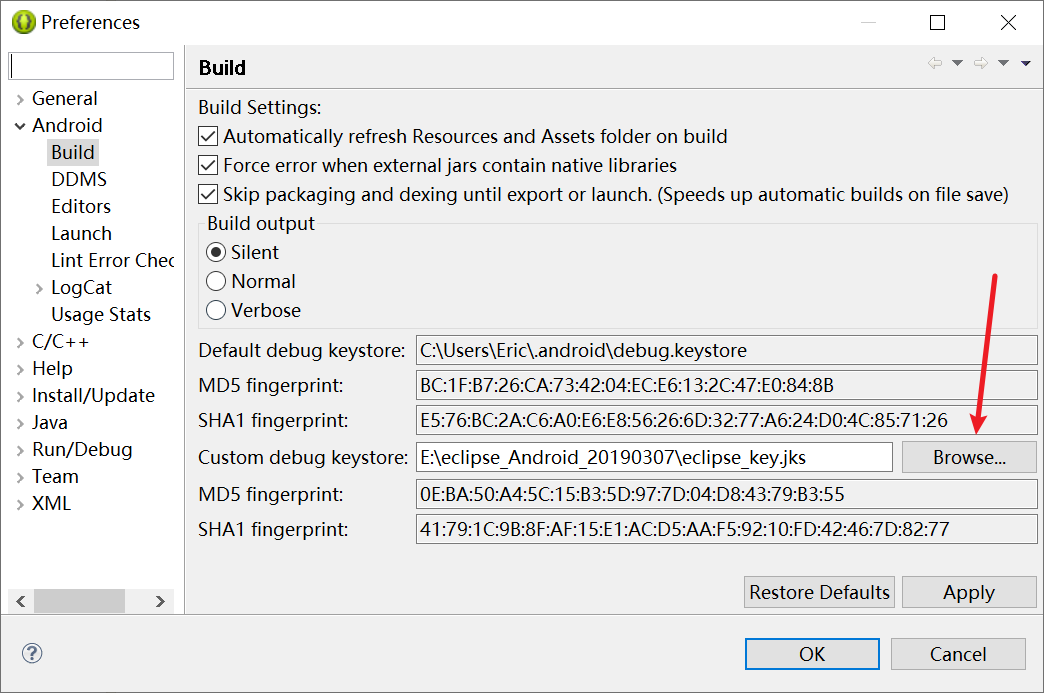 Preferences
General
Android
Build
DDMS
Editors
Launch
Lint Error Chec
LogCat
Usage Stats
C/C++
Help
Install/Update
Java
Run/Debug
Team
XML
Build
Build Settings:
Automatically refresh Resources and Assets folder on build
Force error when external jars contain native libraries
Skip packaging and dexing until export or launch. (Speeds up automatic builds on file save)
Build output
Silent
Normal
Verbose
Default debug keystore: C:\Users\Eric\.android\debug.keystore
MD5 fingerprint: BC:1F:B7:26:CA:73:42:04:EC:E6:13:2C:47:E0:84:8B
SHA1 fingerprint: E5:76:BC:2A:C6:A0:E6:E8:56:26:6D:32:77:A6:24:D0:4C:85:71:26
Custom debug keystore: E:\eclipse_Android_20190307\eclipse_key.jks Browse...
MD5 fingerprint: 0E:BA:50:A4:5C:15:B3:5D:97:7D:04:D8:43:79:B3:55
SHA1 fingerprint: 41:79:1C:9B:8F:AF:15:E1:AC:D5:AA:F5:92:10:FD:42:46:7D:82:77
Restore Defaults Apply
OK Cancel